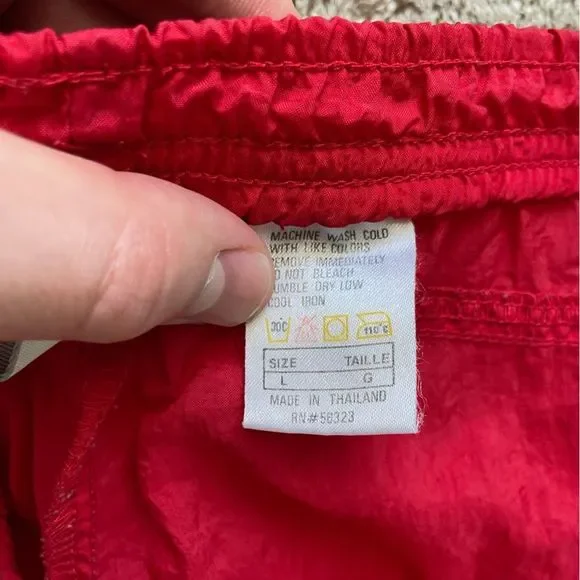 MACHINE WASH COLD
WITH LIKE COLORS
REMOVE IMMEDIATELY
DO NOT BLEACH
TUMBLE DRY LOW
COOL IRON
30C 110°C
SIZE TAILLE
L G
MADE IN THAILAND
RN#58323